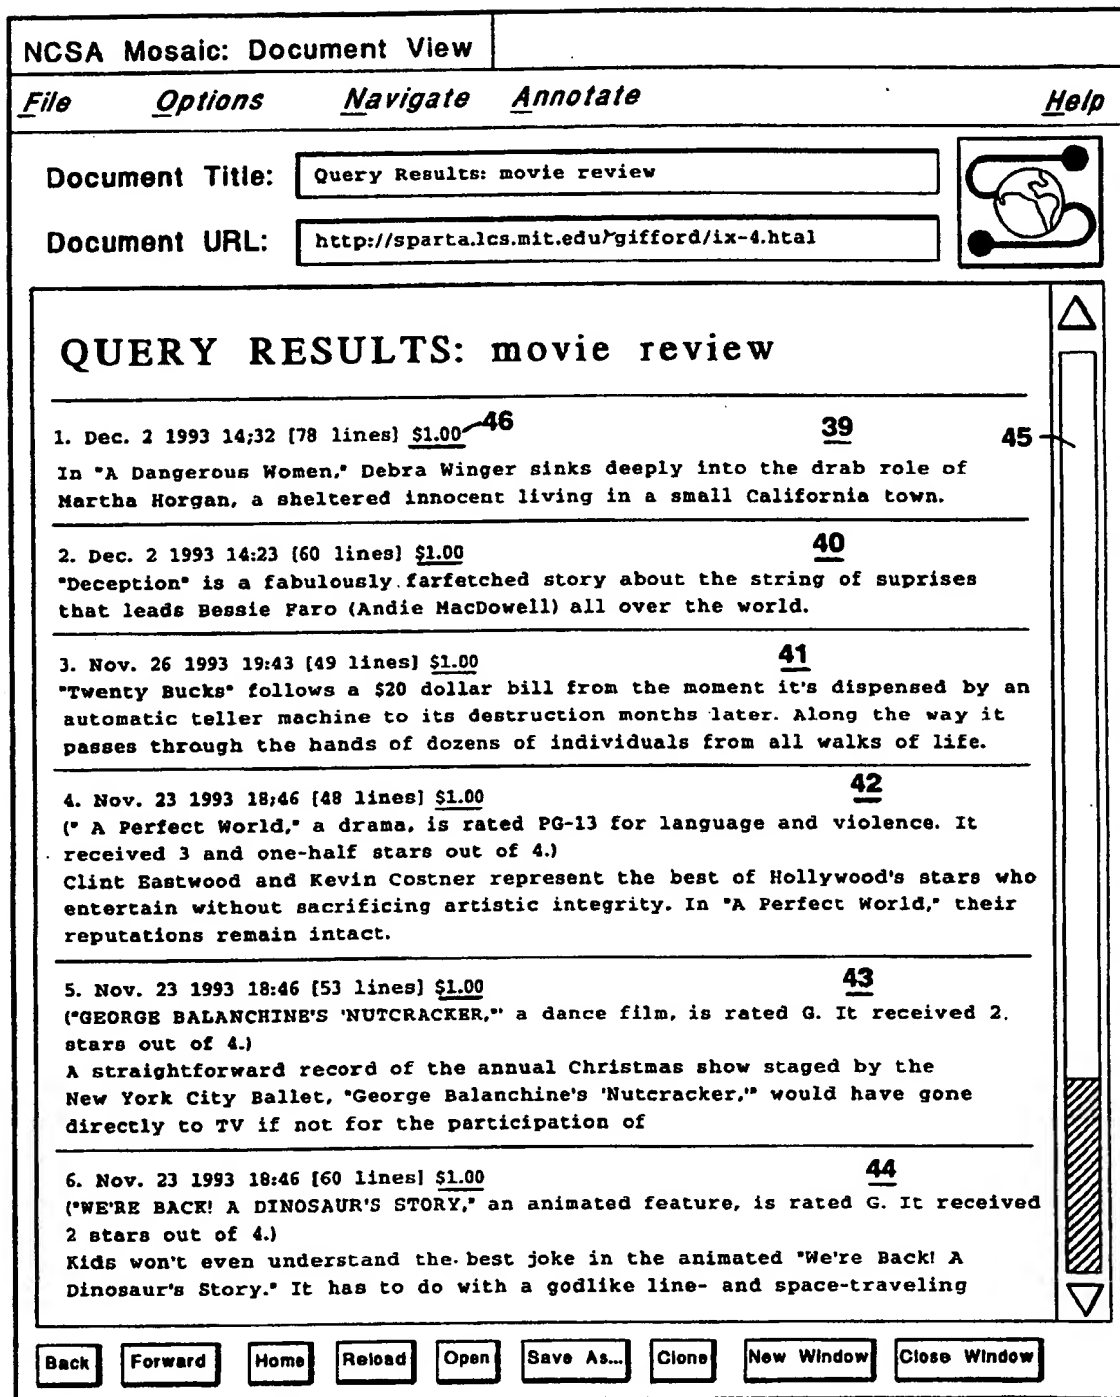 NCSA Mosaic: Document View
File Options Navigate Annotate Help
Document Title: Query Results: movie review
Document URL: http://sparta.lcs.mit.edu/~gifford/ix-4.htal
QUERY RESULTS: movie review
1. Dec. 2 1993 14;32 [78 lines] $1.00 46 39 45
In "A Dangerous Women," Debra Winger sinks deeply into the drab role of
Martha Horgan, a sheltered innocent living in a small California town.
2. Dec. 2 1993 14:23 [60 lines] $1.00 40
"Deception" is a fabulously farfetched story about the string of suprises
that leads Bessie Faro (Andie MacDowell) all over the world.
3. Nov. 26 1993 19:43 [49 lines] $1.00 41
"Twenty Bucks" follows a $20 dollar bill from the moment it's dispensed by an
automatic teller machine to its destruction months later. Along the way it
passes through the hands of dozens of individuals from all walks of life.
4. Nov. 23 1993 18;46 [48 lines] $1.00 42
(" A Perfect World," a drama, is rated PG-13 for language and violence. It
received 3 and one-half stars out of 4.)
Clint Eastwood and Kevin Costner represent the best of Hollywood's stars who
entertain without sacrificing artistic integrity. In "A Perfect World," their
reputations remain intact.
5. Nov. 23 1993 18:46 [53 lines] $1.00 43
("GEORGE BALANCHINE'S 'NUTCRACKER,'" a dance film, is rated G. It received 2.
stars out of 4.)
A straightforward record of the annual Christmas show staged by the
New York City Ballet, "George Balanchine's 'Nutcracker,'" would have gone
directly to TV if not for the participation of
6. Nov. 23 1993 18:46 [60 lines] $1.00 44
("WE'RE BACK! A DINOSAUR'S STORY," an animated feature, is rated G. It received
2 stars out of 4.)
Kids won't even understand the best joke in the animated "We're Back! A
Dinosaur's Story." It has to do with a godlike line- and space-traveling
Back Forward Home Reload Open Save As... Clone New Window Close Window